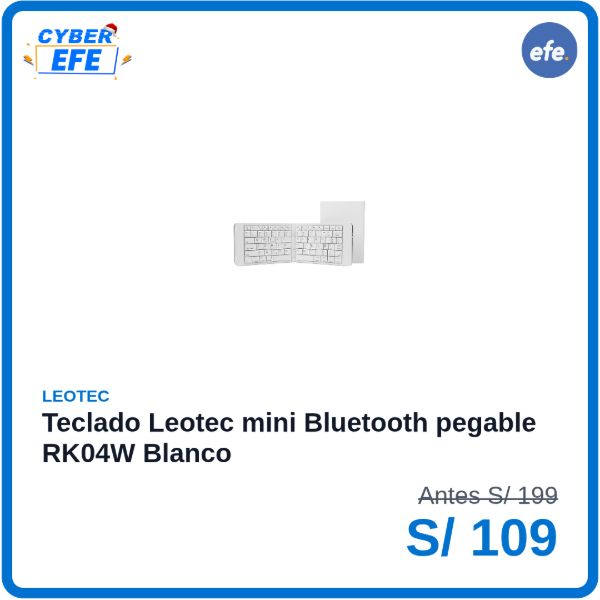 CYBER
EFE
efe.
LEOTEC
Teclado Leotec mini Bluetooth pegable
RK04W Blanco
Antes S/ 199
S/ 109